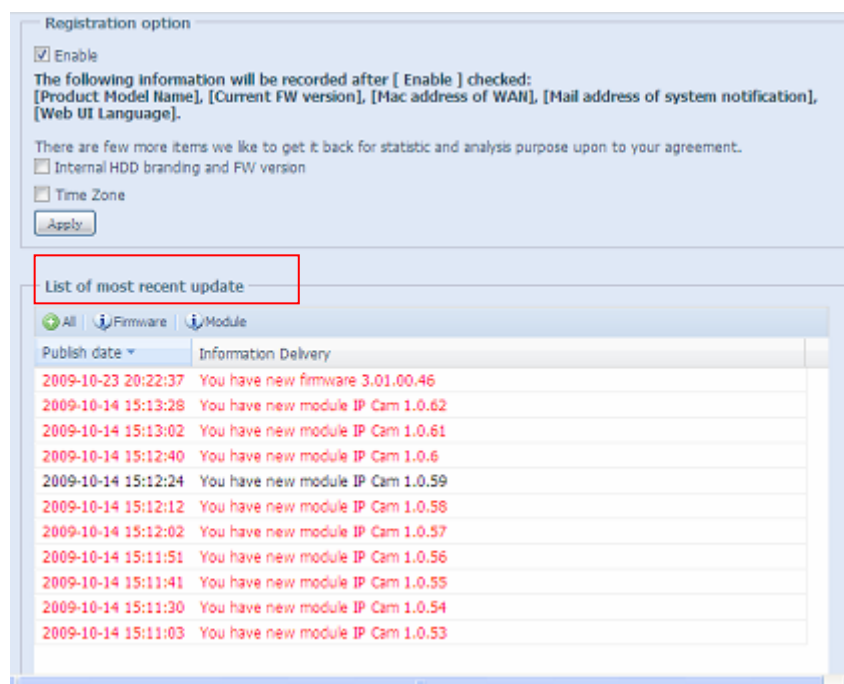 Registration option
Enable
The following information will be recorded after [ Enable ] checked:
[Product Model Name], [Current FW version], [Mac address of WAN], [Mail address of system notification],
[Web UI Language].
There are few more items we like to get it back for statistic and analysis purpose upon to your agreement.
Internal HDD branding and FW version
Time Zone
Apply
List of most recent update
All Firmware Module
Publish date Information Delivery
2009-10-23 20:22:37 You have new firmware 3.01.00.46
2009-10-14 15:13:28 You have new module IP Cam 1.0.62
2009-10-14 15:13:02 You have new module IP Cam 1.0.61
2009-10-14 15:12:40 You have new module IP Cam 1.0.6
2009-10-14 15:12:24 You have new module IP Cam 1.0.59
2009-10-14 15:12:12 You have new module IP Cam 1.0.58
2009-10-14 15:12:02 You have new module IP Cam 1.0.57
2009-10-14 15:11:51 You have new module IP Cam 1.0.56
2009-10-14 15:11:41 You have new module IP Cam 1.0.55
2009-10-14 15:11:30 You have new module IP Cam 1.0.54
2009-10-14 15:11:03 You have new module IP Cam 1.0.53